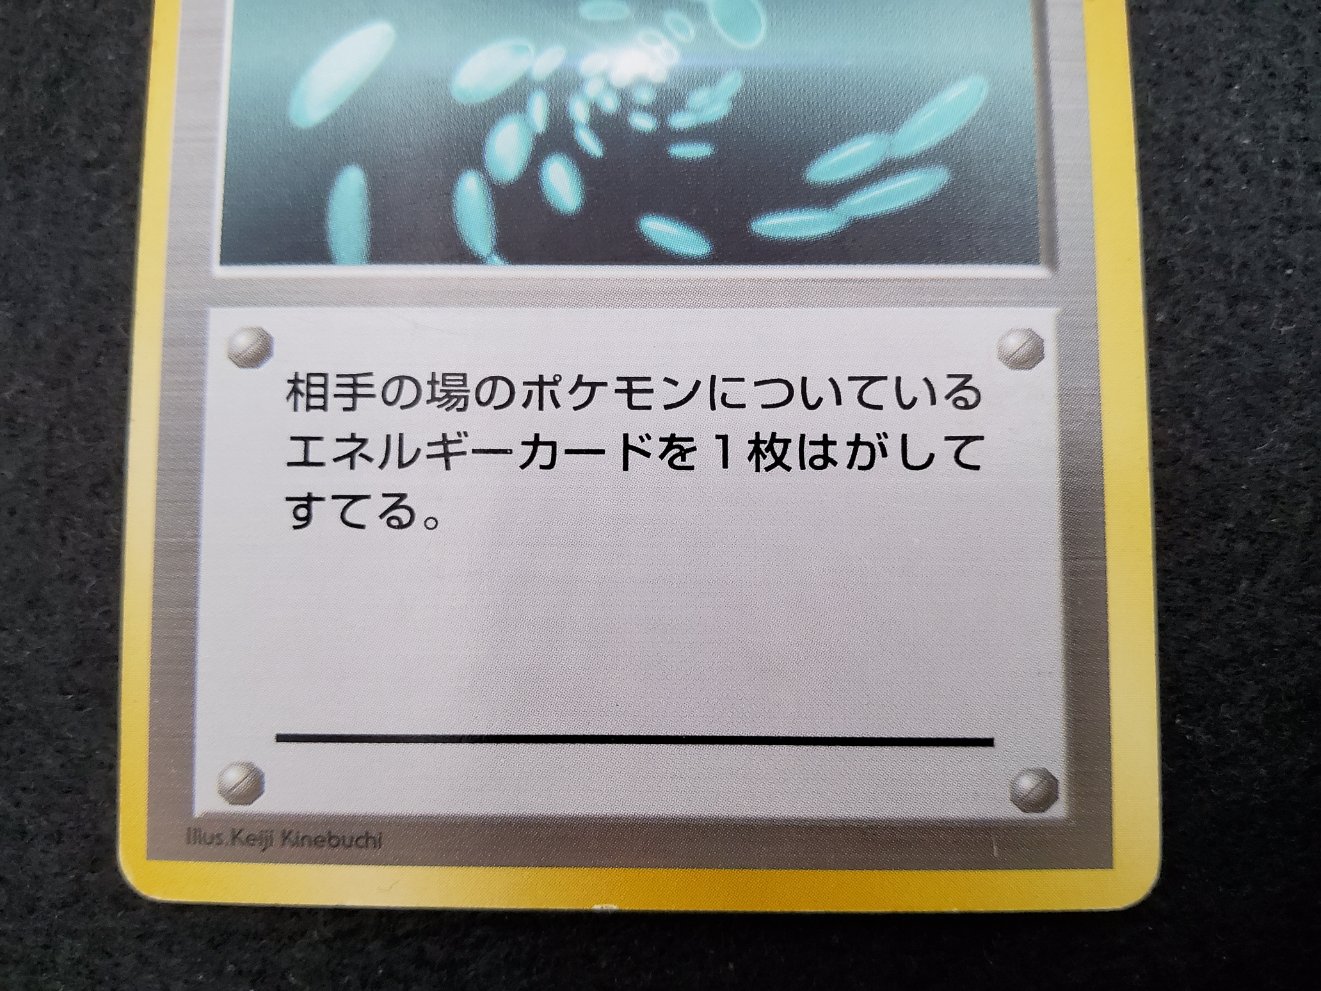 相手の場のポケモンについている
エネルギーカードを１枚はがして
すてる。
Illus.Keiji Kinebuchi